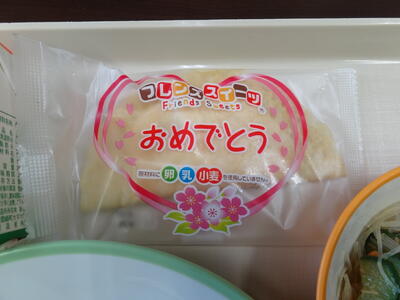 フレンズスイーツ®
Friends Sweets
おめでとう
原材料に 卵 乳 小麦 を使用していません。